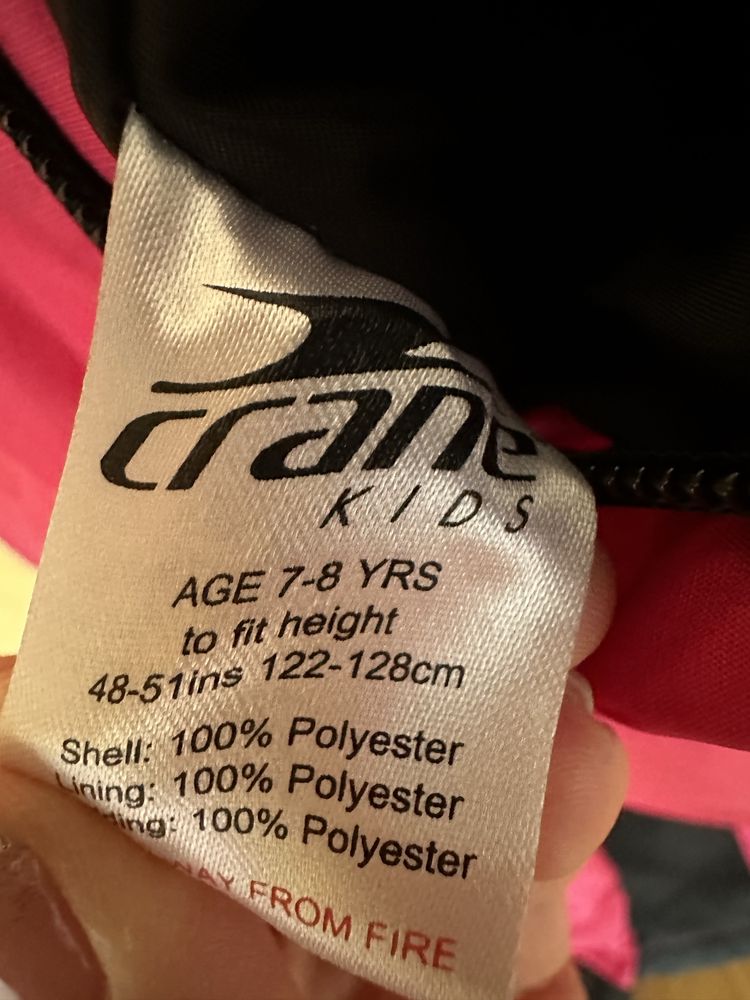 crane
KIDS
AGE 7-8 YRS
to fit height
48-51ins 122-128cm
Shell: 100% Polyester
Lining: 100% Polyester
100% Polyester
FROM FIRE